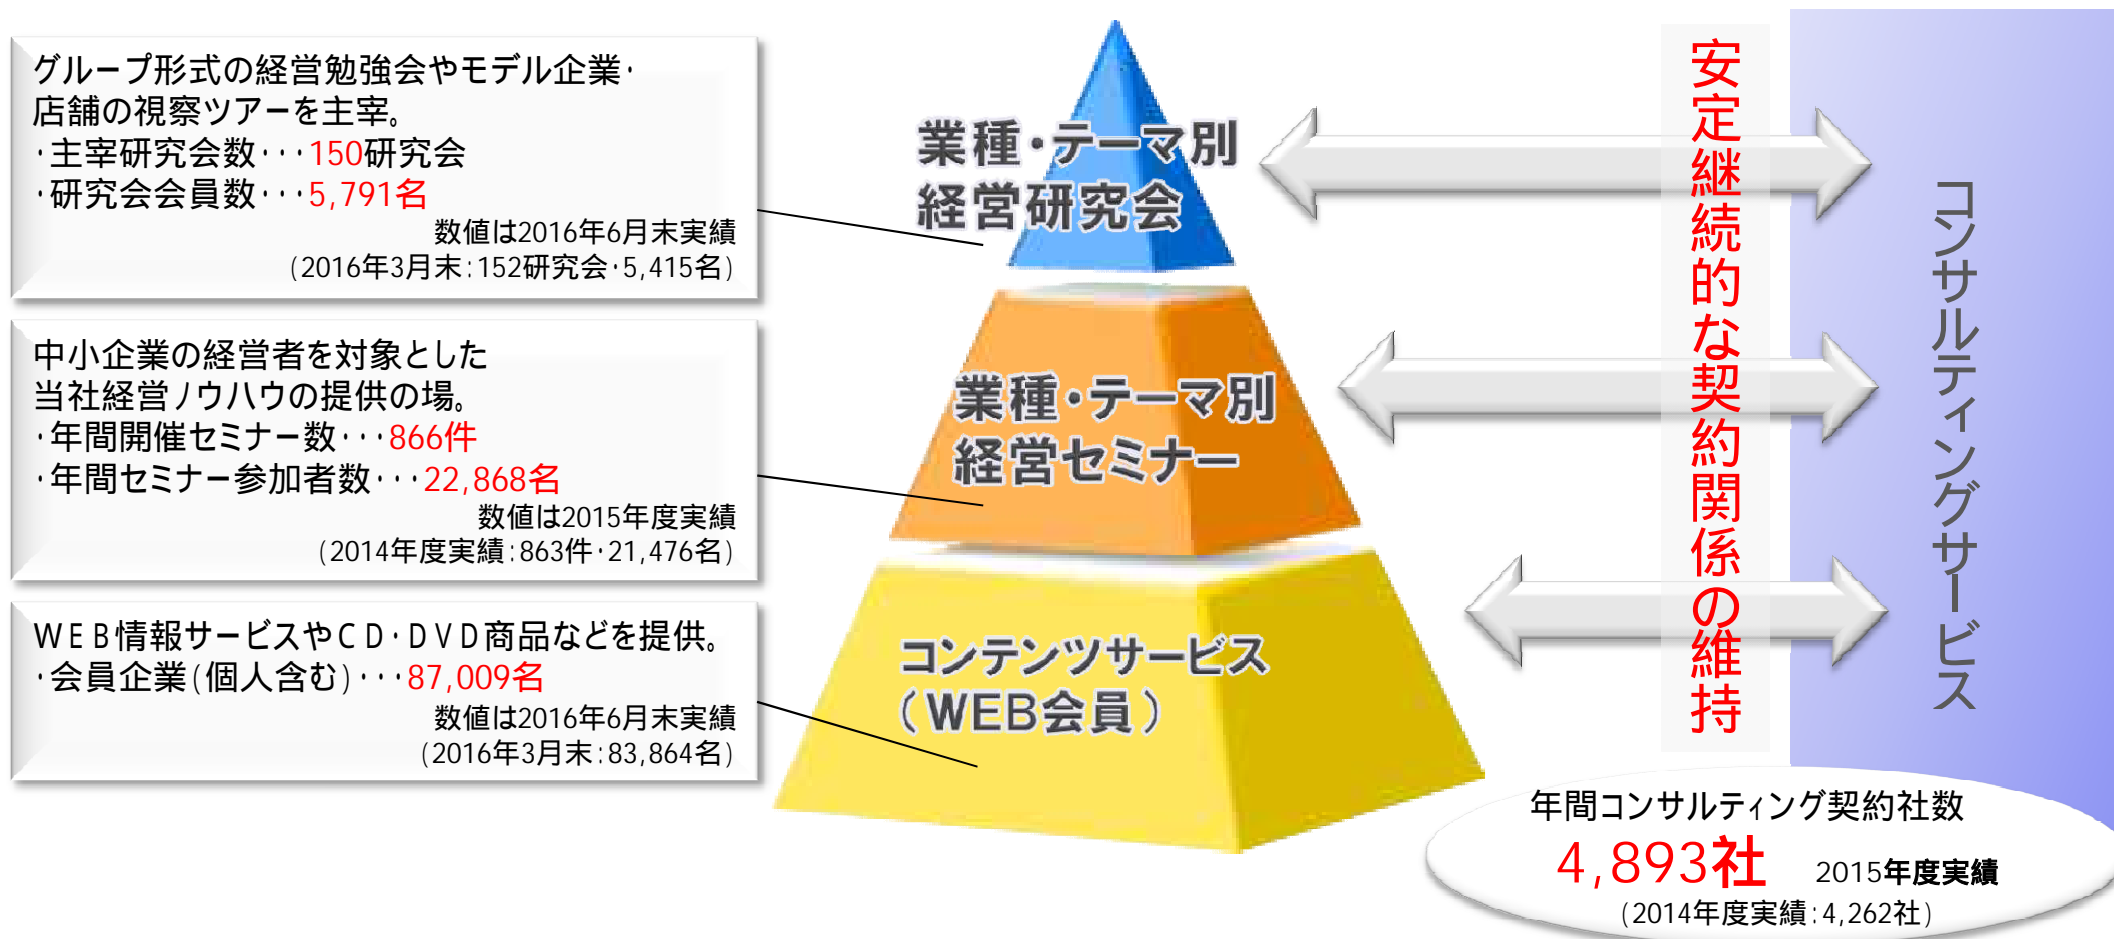 グループ形式の経営勉強会やモデル企業・
店舗の視察ツアーを主宰。
・主宰研究会数・・・150研究会
・研究会会員数・・・5,791名
数値は2016年6月末実績
(2016年3月末:152研究会・5,415名)
中小企業の経営者を対象とした
当社経営ノウハウの提供の場。
・年間開催セミナー数・・・866件
・年間セミナー参加者数・・・22,868名
数値は2015年度実績
(2014年度実績:863件・21,476名)
WEB情報サービスやCD・DVD商品などを提供。
・会員企業(個人含む)・・・87,009名
数値は2016年6月末実績
(2016年3月末:83,864名)
業種・テーマ別
経営研究会
業種・テーマ別
経営セミナー
コンテンツサービス
(WEB会員)
安定継続的な契約関係の維持
コンサルティングサービス
年間コンサルティング契約社数
4,893社 2015年度実績
(2014年度実績:4,262社)